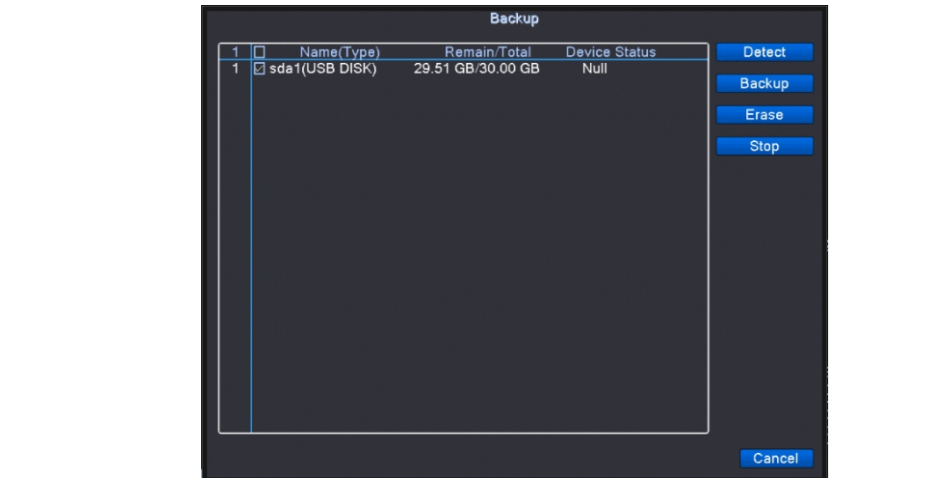 Backup
1 Name(Type) Remain/Total Device Status
1 sda1(USB DISK) 29.51 GB/30.00 GB Null
Detect
Backup
Erase
Stop
Cancel